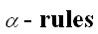 α - rules